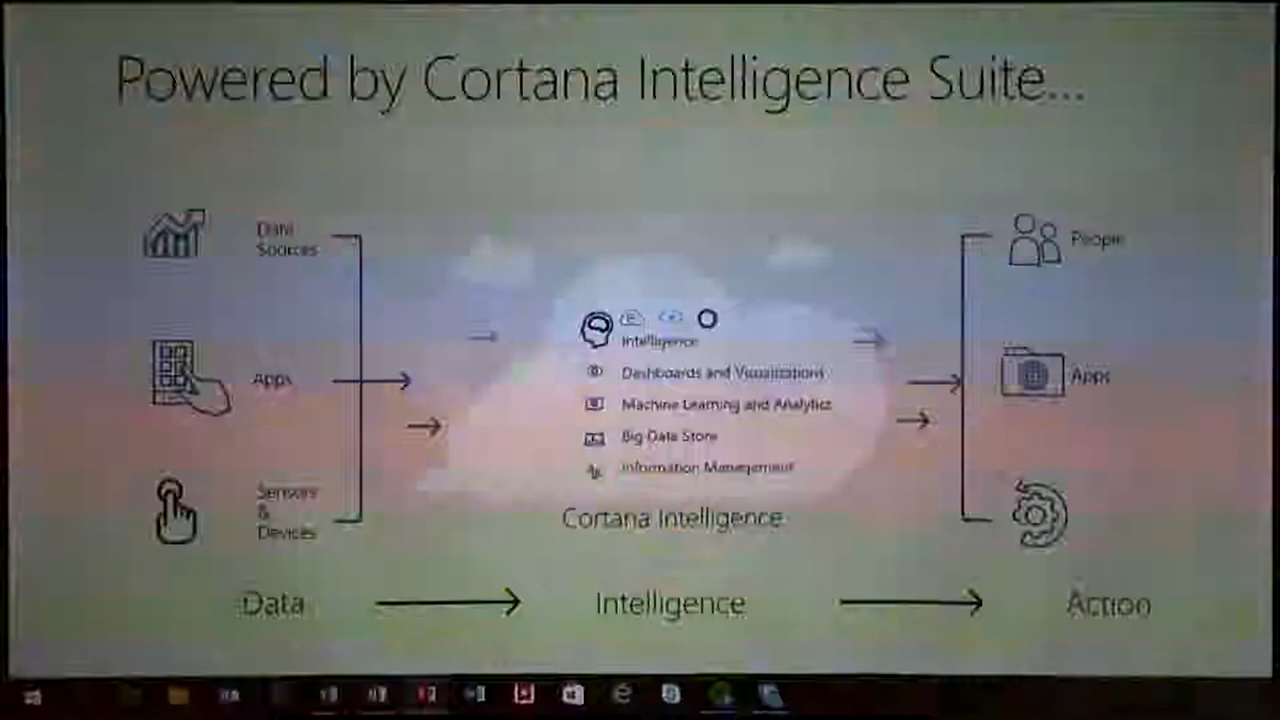 Powered by Cortana Intelligence Suite...
Data
Sources
People
Intelligence
Dashboards and Visualizations
Apps
Apps
Machine Learning and Analytics
Big Data Store
Information Management
Sensors
&
Devices
Cortana Intelligence
Data
Intelligence
Action